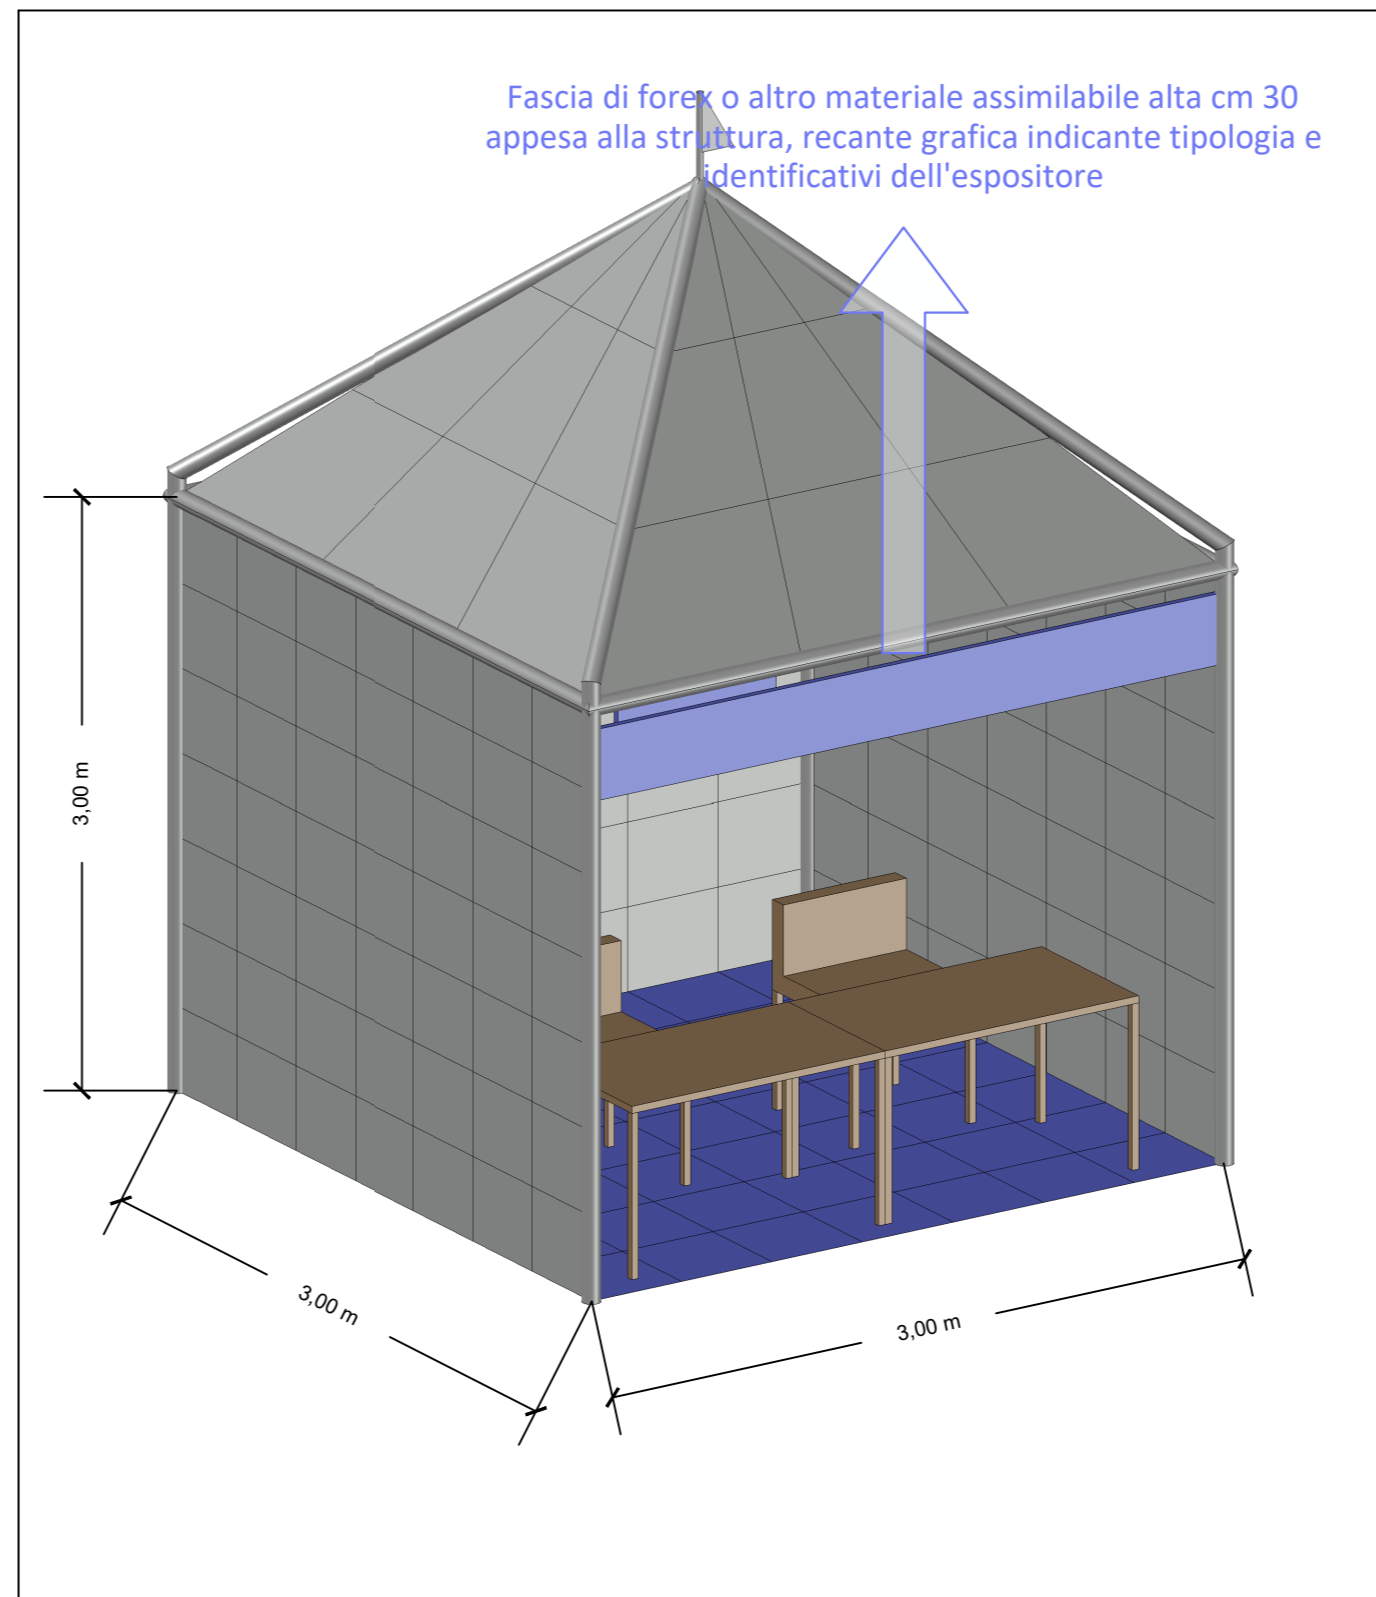 Fascia di forex o altro materiale assimilabile alta cm 30
appesa alla struttura, recante grafica indicante tipologia e
identificativi dell'espositore
3,00 m
3,00 m
3,00 m